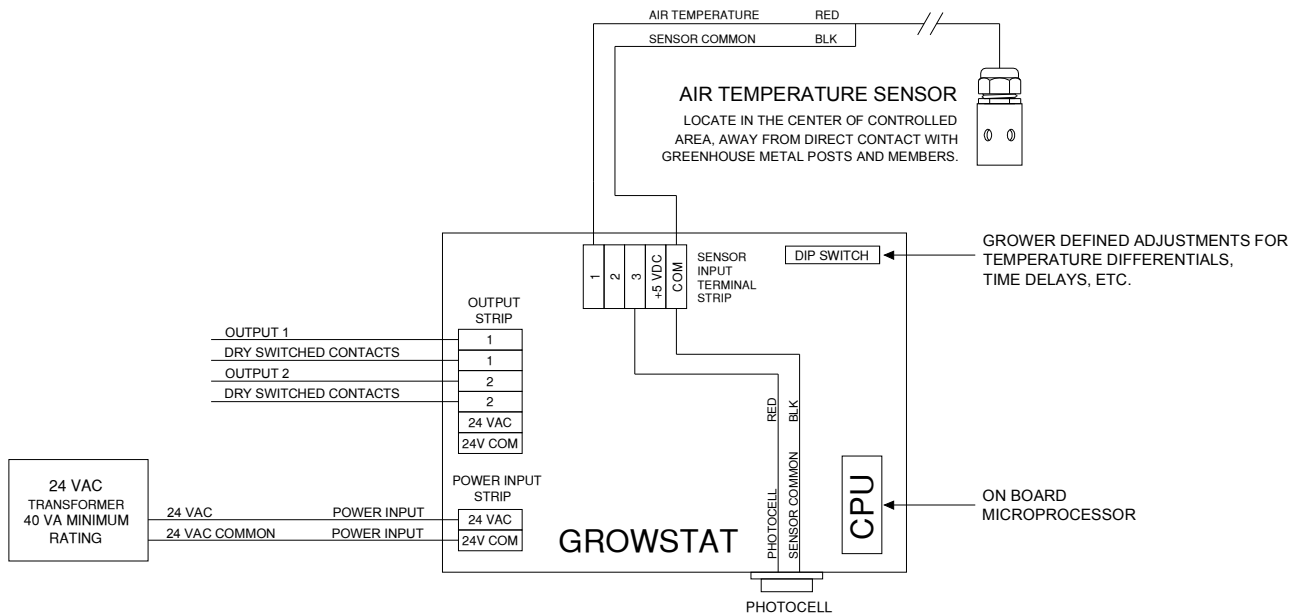 AIR TEMPERATURE RED
SENSOR COMMON BLK
AIR TEMPERATURE SENSOR
LOCATE IN THE CENTER OF CONTROLLED
AREA, AWAY FROM DIRECT CONTACT WITH
GREENHOUSE METAL POSTS AND MEMBERS.
1
2
3
+5 VDC
COM
SENSOR
INPUT
TERMINAL
STRIP
DIP SWITCH
GROWER DEFINED ADJUSTMENTS FOR
TEMPERATURE DIFFERENTIALS,
TIME DELAYS, ETC.
OUTPUT
STRIP
OUTPUT 1
1
DRY SWITCHED CONTACTS
1
OUTPUT 2
2
DRY SWITCHED CONTACTS
2
24 VAC
24V COM
24 VAC
TRANSFORMER
40 VA MINIMUM
RATING
POWER INPUT
STRIP
24 VAC POWER INPUT
24 VAC
24 VAC COMMON POWER INPUT
24V COM
GROWSTAT
PHOTOCELL RED
SENSOR COMMON BLK
CPU
ON BOARD
MICROPROCESSOR
PHOTOCELL